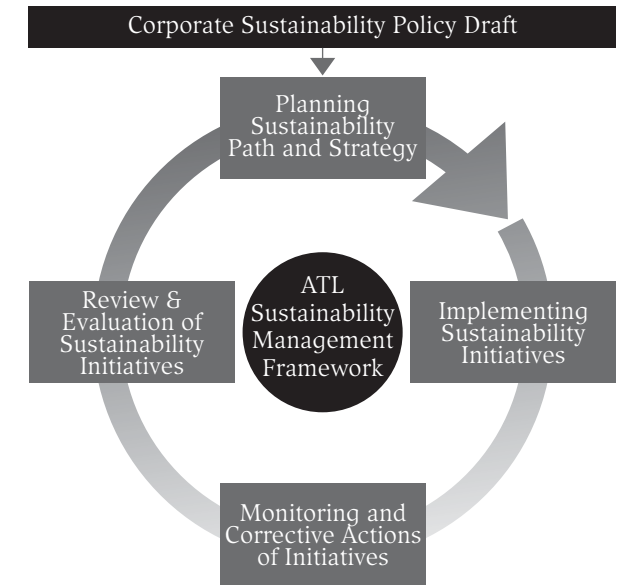 Corporate Sustainability Policy Draft
Planning
Sustainability
Path and Strategy
ATL
Sustainability
Management
Framework
Review &
Evaluation of
Sustainability
Initiatives
Implementing
Sustainability
Initiatives
Monitoring and
Corrective Actions
of Initiatives